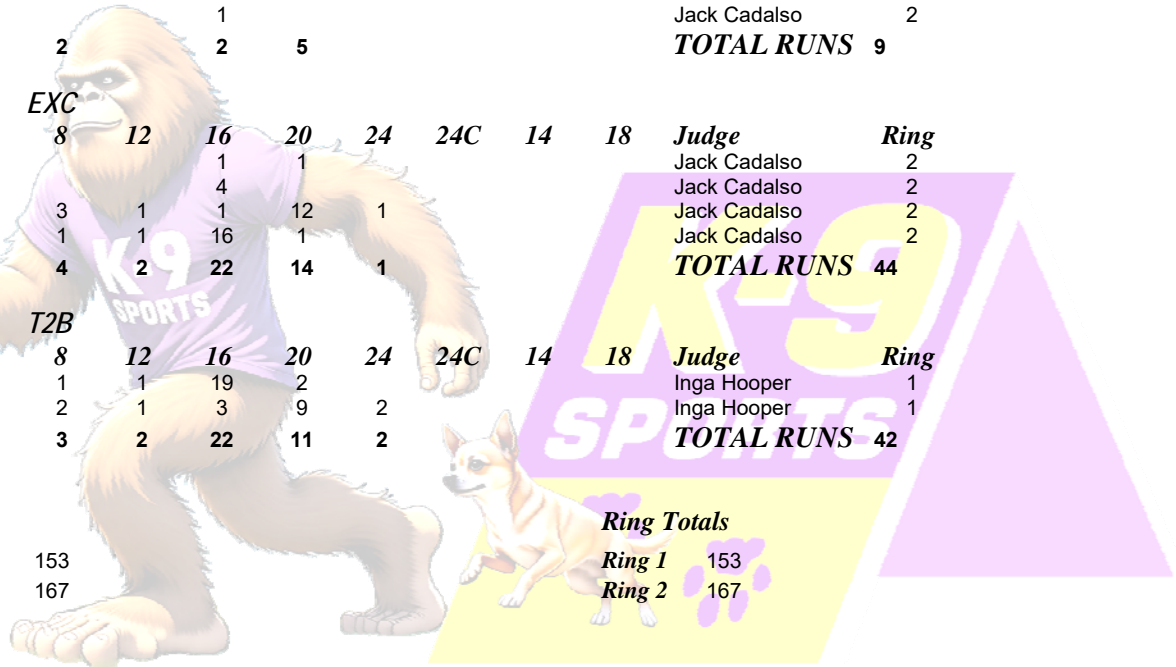 1 Jack Cadalso 2
2 2 5 TOTAL RUNS 9
EXC
8 12 16 20 24 24C 14 18 Judge Ring
1 1 Jack Cadalso 2
4 Jack Cadalso 2
3 1 1 12 1 Jack Cadalso 2
1 1 16 1 Jack Cadalso 2
4 2 22 14 1 TOTAL RUNS 44
T2B
8 12 16 20 24 24C 14 18 Judge Ring
1 1 19 2 Inga Hooper 1
2 1 3 9 2 Inga Hooper 1
3 2 22 11 2 TOTAL RUNS 42
Ring Totals
153 Ring 1 153
167 Ring 2 167
K-9
SPORTS
K-9
SPORTS